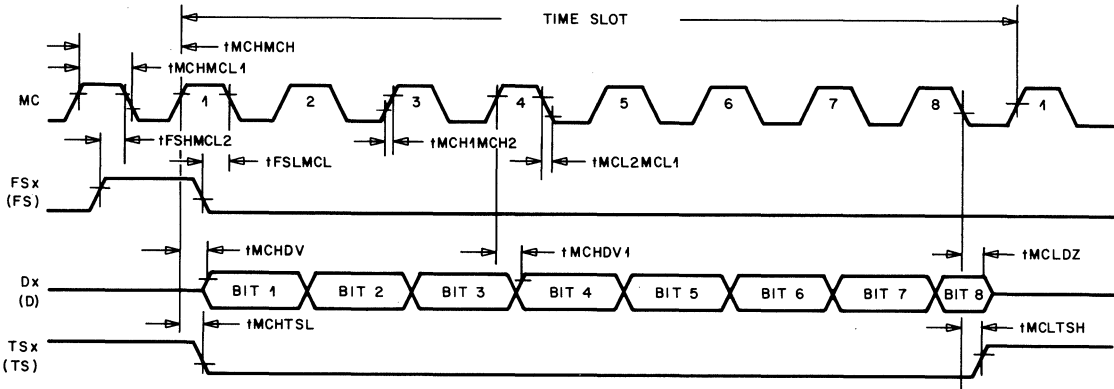 TIME SLOT
tMCHMCH
tMCHMCL1
MC
1
2
3
4
5
6
7
8
1
tFSHMCL2
tFSLMCL
tMCH1MCH2
tMCL2MCL1
FSx
(FS)
tMCHDV
tMCHDV1
tMCLDZ
Dx
(D)
BIT 1
BIT 2
BIT 3
BIT 4
BIT 5
BIT 6
BIT 7
BIT 8
tMCHTSL
tMCLTSH
TSx
(TS)